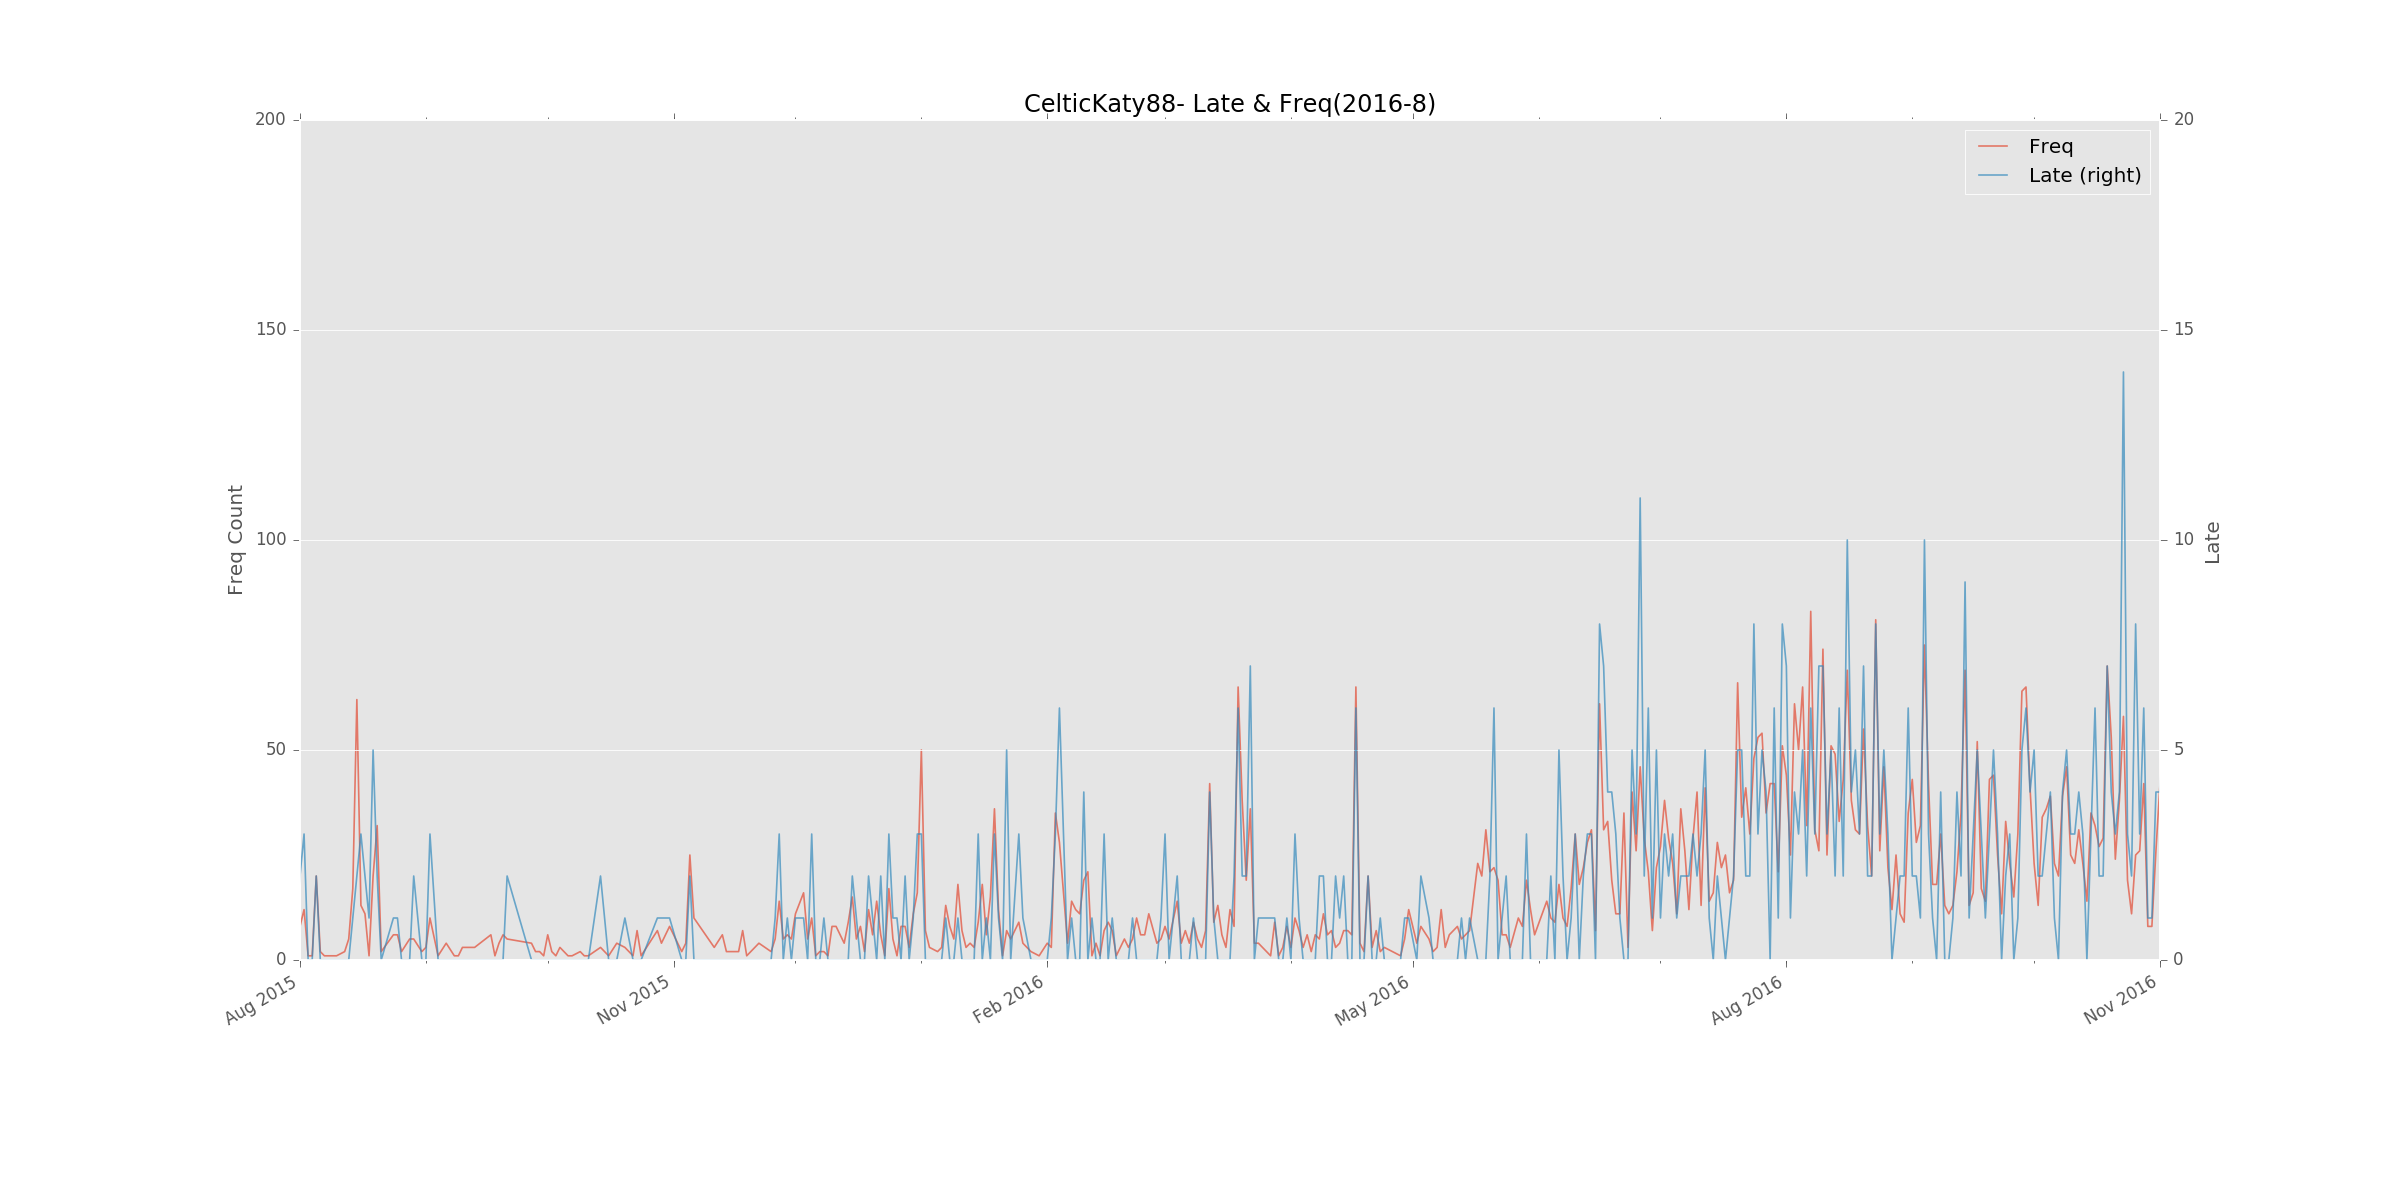 CelticKaty88- Late & Freq(2016-8)
200
150
100
50
0
Freq Count
20
15
10
5
0
Late
Freq
Late (right)
Aug 2015
Nov 2015
Feb 2016
May 2016
Aug 2016
Nov 2016